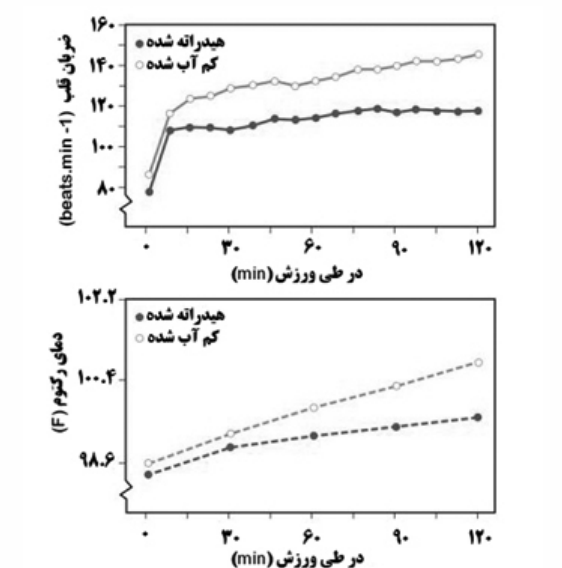 ضربان قلب (beats.min -1)
۱۶۰
۱۴۰
۱۲۰
۱۰۰
۸۰
هیدراته شده
کم آب شده
۰ ۳۰ ۶۰ ۹۰ ۱۲۰
در طی ورزش (min)
دمای رکتوم (F)
۱۰۲.۲
۱۰۰.۴
۹۸.۶
هیدراته شده
کم آب شده
۰ ۳۰ ۶۰ ۹۰ ۱۲۰
در طی ورزش (min)